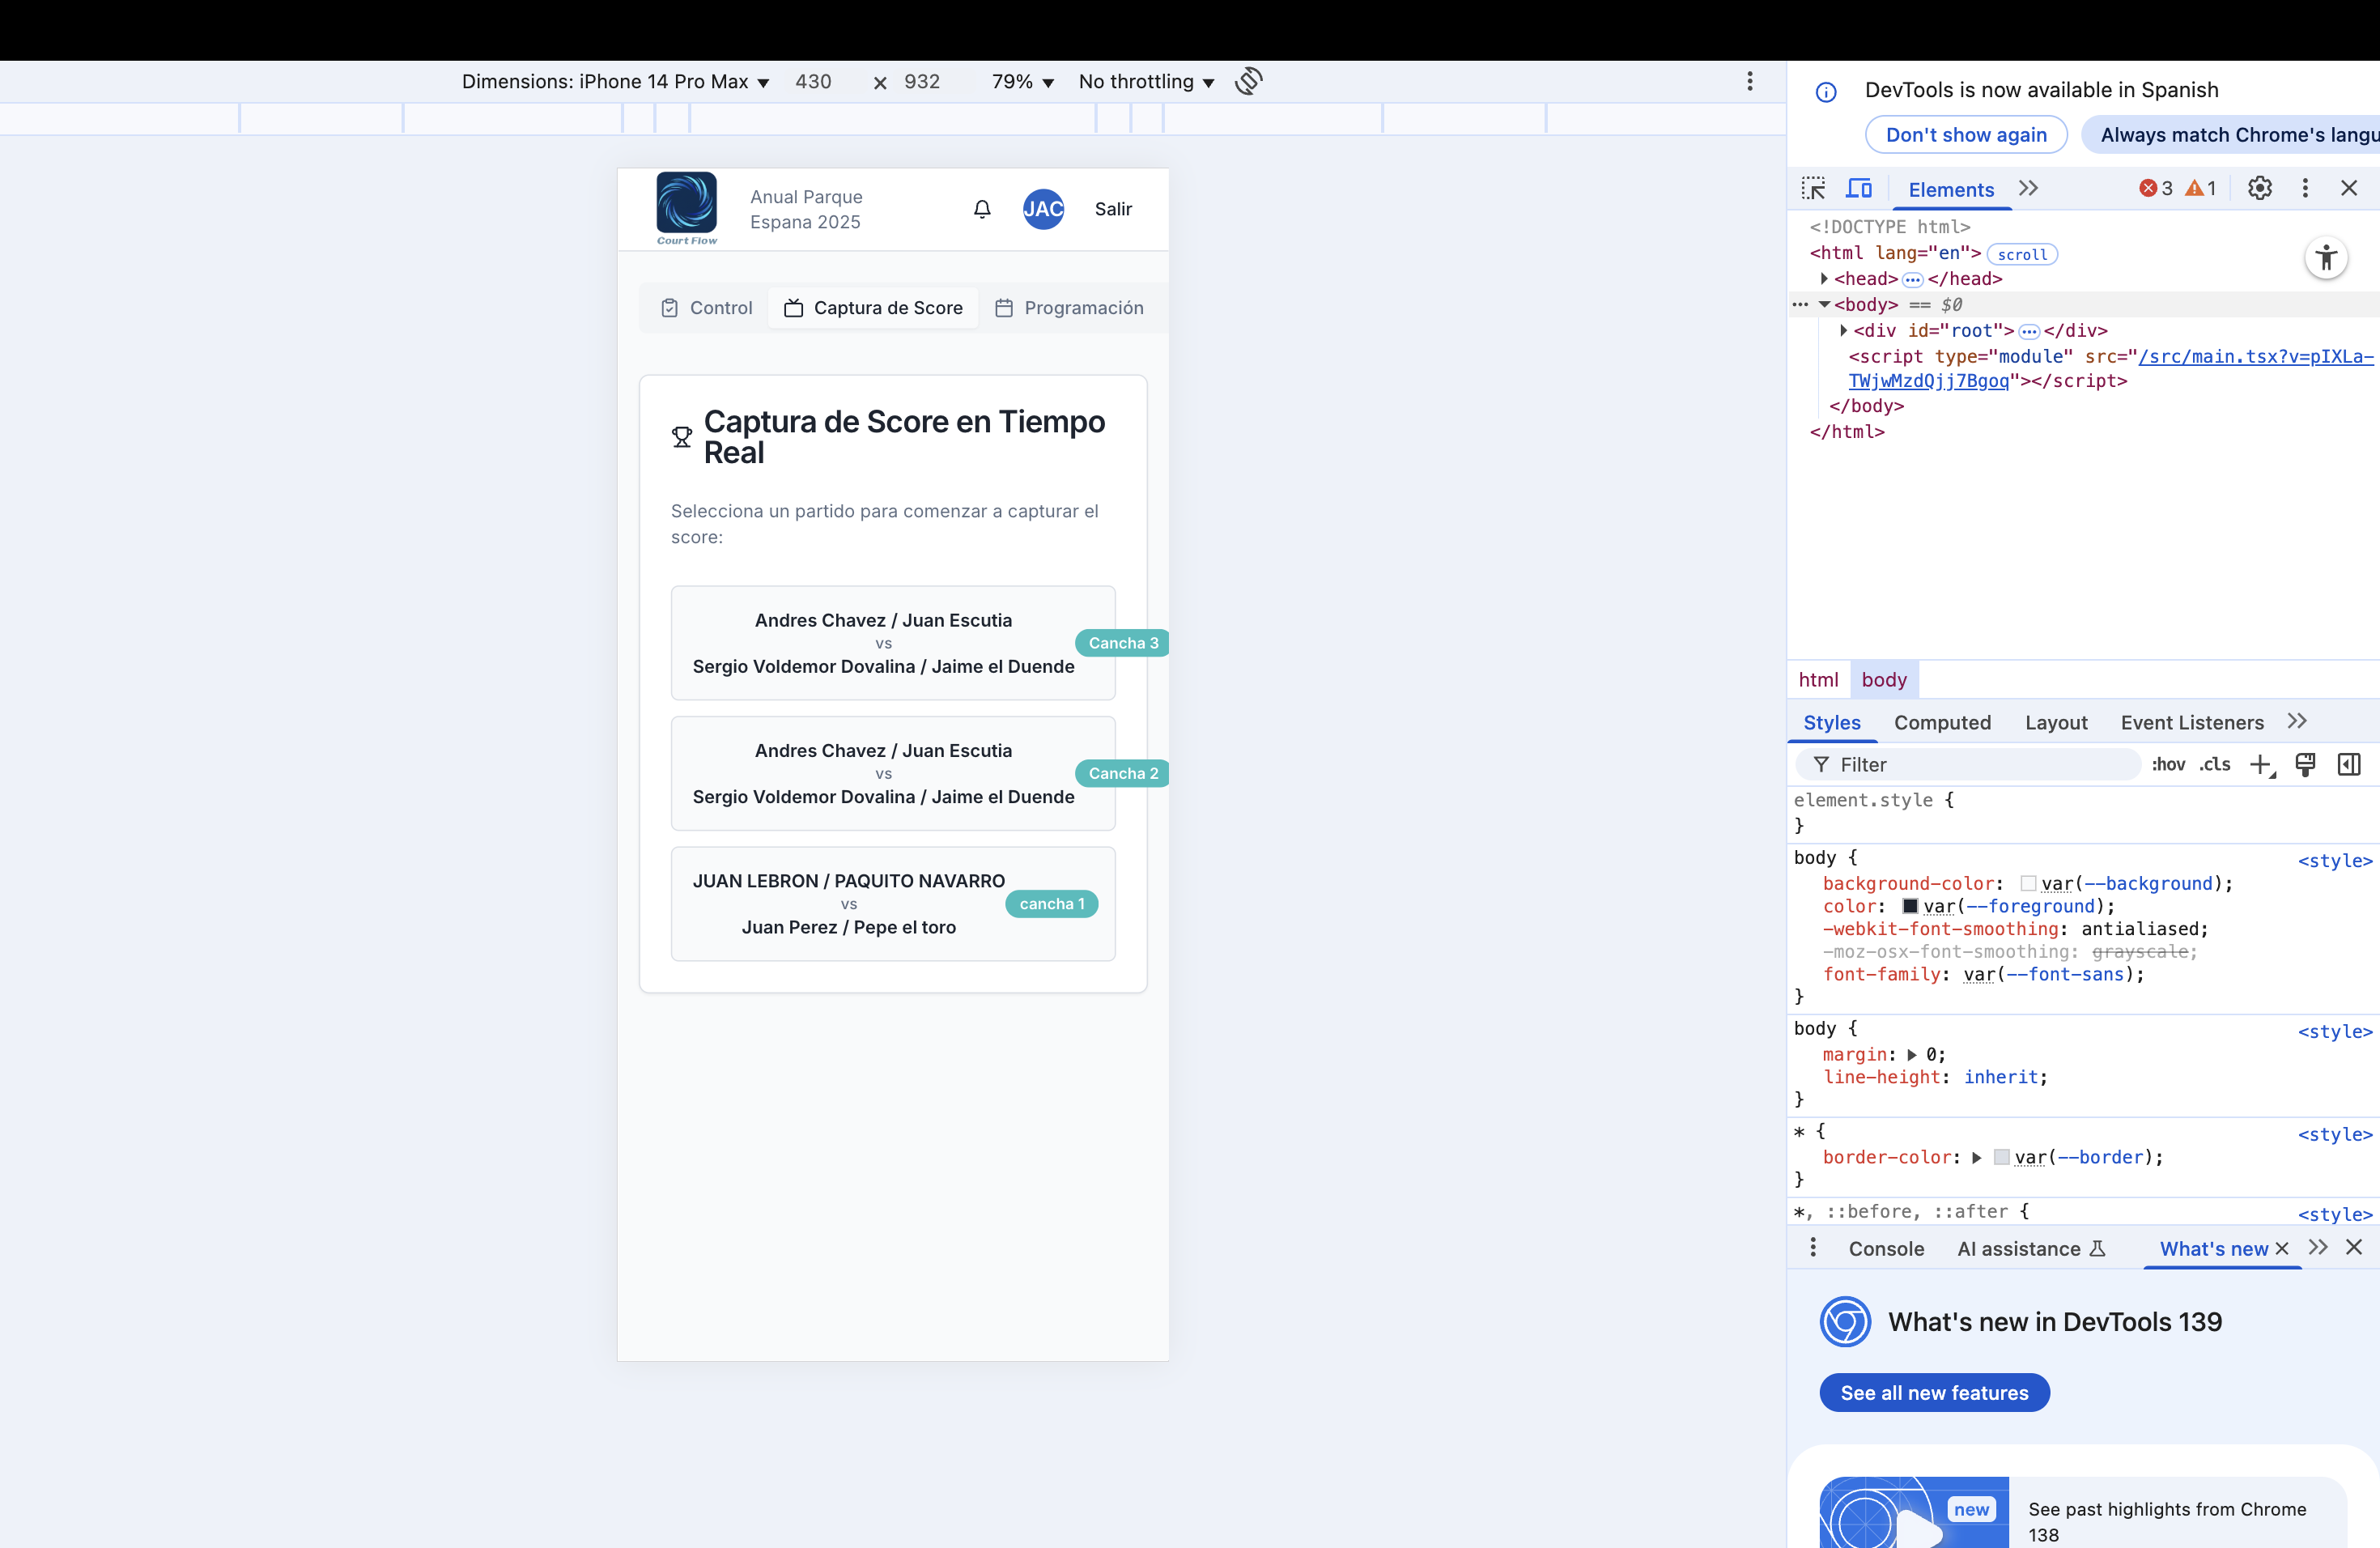 Dimensions: iPhone 14 Pro Max ▼ 430 × 932 79% ▼ No throttling ▼
Anual Parque
Espana 2025
JAC
Salir
Court Flow
Control
Captura de Score
Programación
Captura de Score en Tiempo
Real
Selecciona un partido para comenzar a capturar el
score:
Andres Chavez / Juan Escutia
vs
Sergio Voldemor Dovalina / Jaime el Duende
Cancha 3
Andres Chavez / Juan Escutia
vs
Sergio Voldemor Dovalina / Jaime el Duende
Cancha 2
JUAN LEBRON / PAQUITO NAVARRO
vs
Juan Perez / Pepe el toro
cancha 1
DevTools is now available in Spanish
Don't show again
Always match Chrome's langu
Elements
3
1
<!DOCTYPE html>
<html lang="en"> scroll
<head> ••• </head>
••• <body> == $0
<div id="root"> ••• </div>
<script type="module" src="/src/main.tsx?v=pIXLa-
TWjwMzdQjj7Bgoq"></script>
</body>
</html>
html body
Styles Computed Layout Event Listeners
Filter :hov .cls
element.style {
}
body { <style>
background-color: var(--background);
color: var(--foreground);
-webkit-font-smoothing: antialiased;
-moz-osx-font-smoothing: grayscale;
font-family: var(--font-sans);
}
body { <style>
margin: 0;
line-height: inherit;
}
* { <style>
border-color: var(--border);
}
*, ::before, ::after { <style>
Console AI assistance What's new
What's new in DevTools 139
See all new features
new
See past highlights from Chrome
138